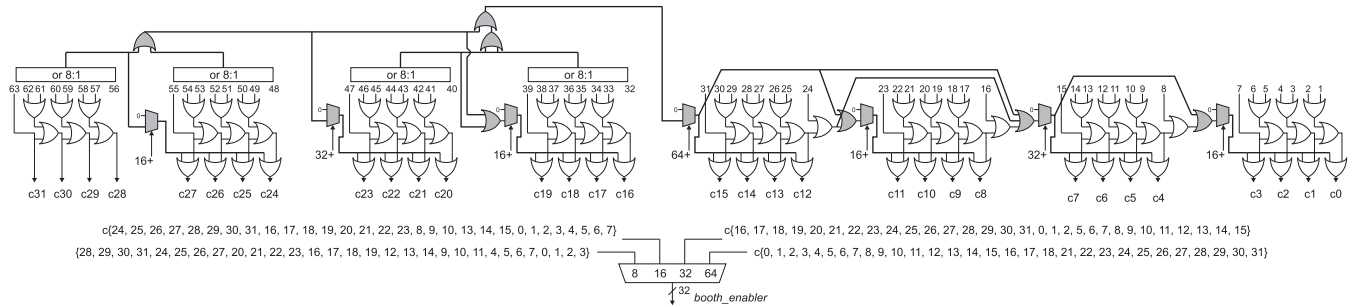 or 8:1 or 8:1 or 8:1 or 8:1
63 62 61 60 59 58 57 56 55 54 53 52 51 50 49 48 47 46 45 44 43 42 41 40 39 38 37 36 35 34 33 32 31 30 29 28 27 26 25 24 23 22 21 20 19 18 17 16 15 14 13 12 11 10 9 8 7 6 5 4 3 2 1
0 0 0 0 0 0 0
16+ 32+ 16+ 64+ 16+ 32+ 16+
c31 c30 c29 c28 c27 c26 c25 c24 c23 c22 c21 c20 c19 c18 c17 c16 c15 c14 c13 c12 c11 c10 c9 c8 c7 c6 c5 c4 c3 c2 c1 c0
c{24, 25, 26, 27, 28, 29, 30, 31, 16, 17, 18, 19, 20, 21, 22, 23, 8, 9, 10, 13, 14, 15, 0, 1, 2, 3, 4, 5, 6, 7}
c{16, 17, 18, 19, 20, 21, 22, 23, 24, 25, 26, 27, 28, 29, 30, 31, 0, 1, 2, 5, 6, 7, 8, 9, 10, 11, 12, 13, 14, 15}
{28, 29, 30, 31, 24, 25, 26, 27, 20, 21, 22, 23, 16, 17, 18, 19, 12, 13, 14, 9, 10, 11, 4, 5, 6, 7, 0, 1, 2, 3}
c{0, 1, 2, 3, 4, 5, 6, 7, 8, 9, 10, 11, 12, 13, 14, 15, 16, 17, 18, 21, 22, 23, 24, 25, 26, 27, 28, 29, 30, 31}
8 16 32 64
32
booth_enabler